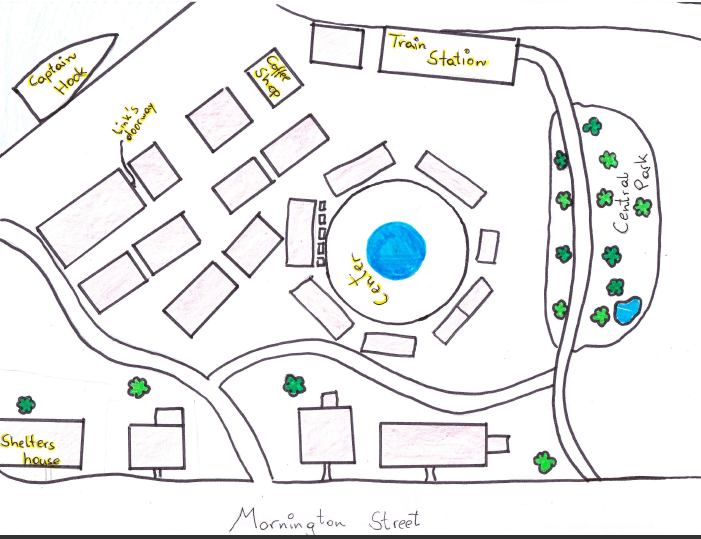 Train
Station
Coffee
Shop
Captain
Hook
Link's
doorway
Central
Park
Center
Shelters
house
Mornington Street